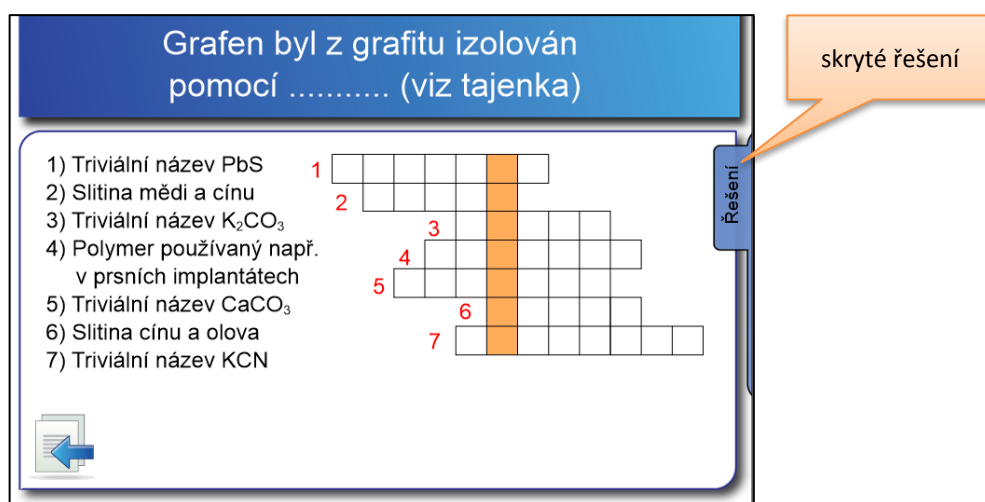 Grafen byl z grafitu izolován
pomocí ........... (viz tajenka)
skryté řešení
1) Triviální název PbS
2) Slitina mědi a cínu
3) Triviální název K₂CO₃
4) Polymer používaný např.
v prsních implantátech
5) Triviální název CaCO₃
6) Slitina cínu a olova
7) Triviální název KCN
1
2
3
4
5
6
7
Řešení